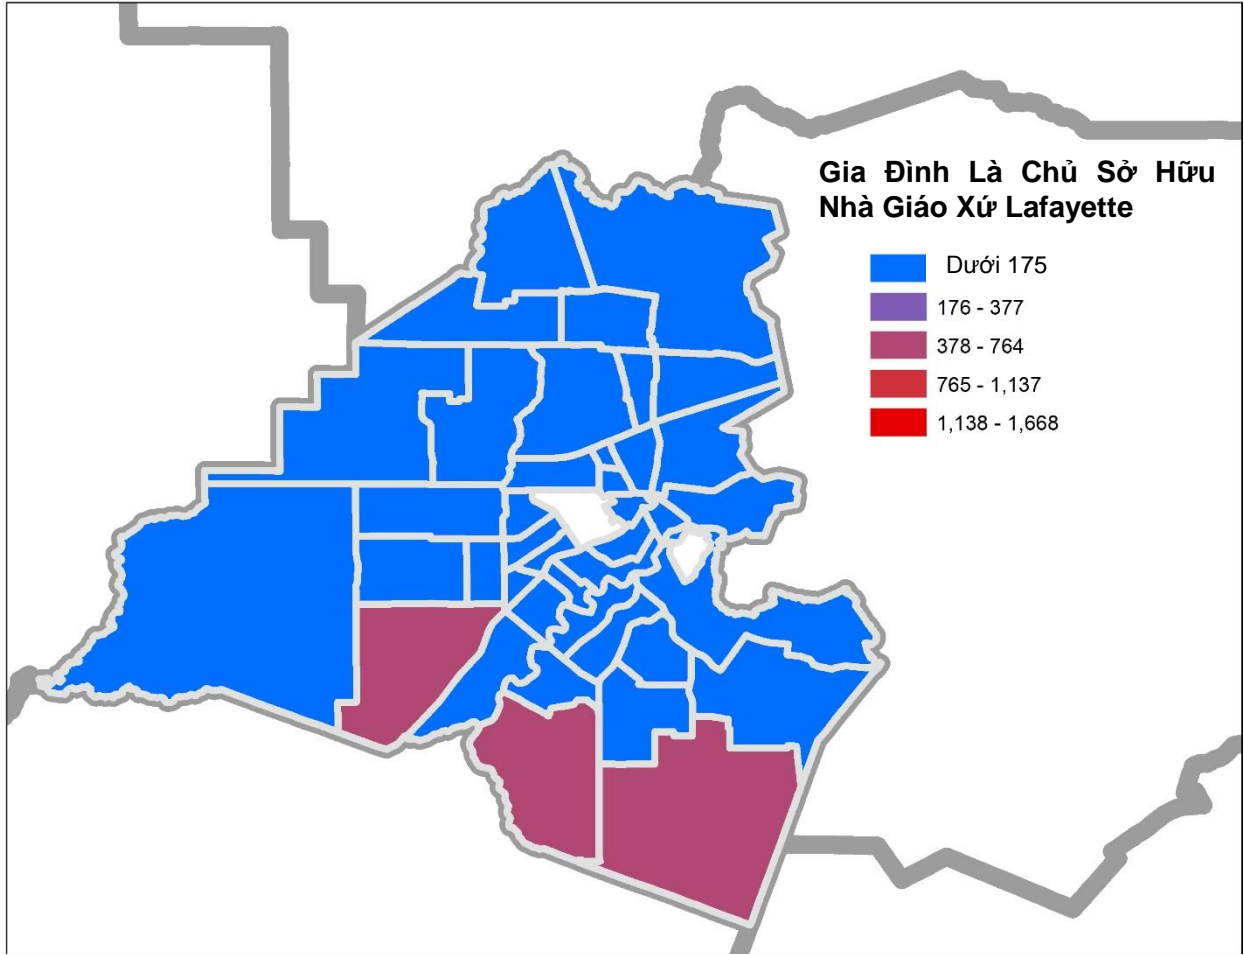 Gia Đình Là Chủ Sở Hữu
Nhà Giáo Xứ Lafayette
Dưới 175
176 - 377
378 - 764
765 - 1,137
1,138 - 1,668